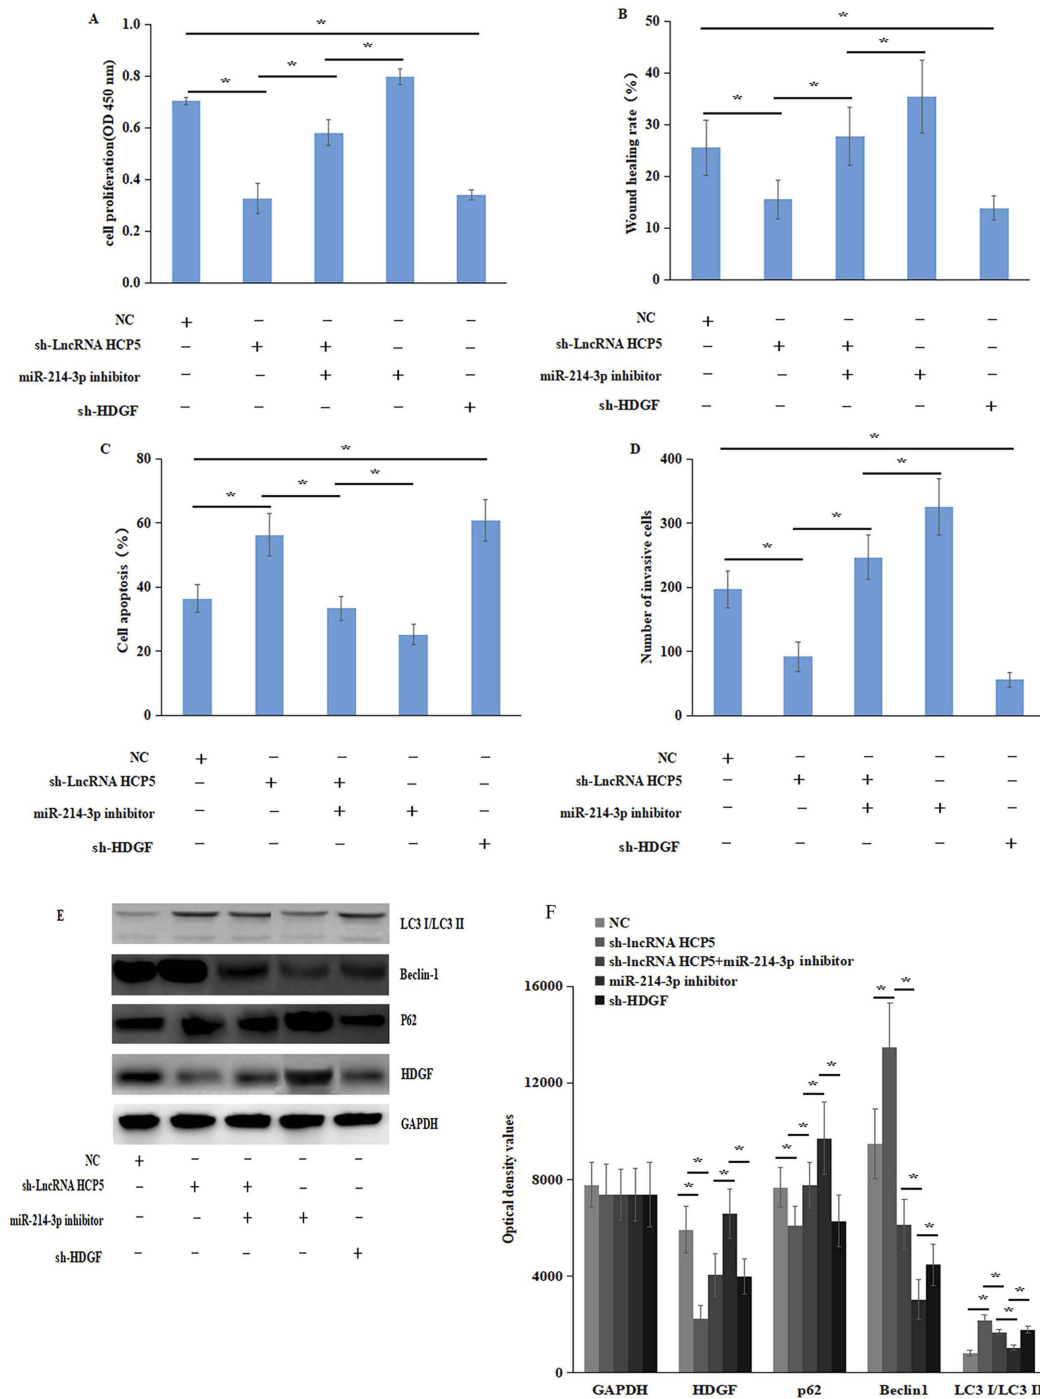 A
cell proliferation(OD 450 nm)
1.0
0.8
0.6
0.4
0.2
0.0
* * * *
NC + − − − −
sh-LncRNA HCP5 − + + − −
miR-214-3p inhibitor − − + + −
sh-HDGF − − − − +
B
Wound healing rate (%)
50
40
30
20
10
0
* * * *
NC + − − − −
sh-LncRNA HCP5 − + + − −
miR-214-3p inhibitor − − + + −
sh-HDGF − − − − +
C
Cell apoptosis (%)
80
60
40
20
0
* * * *
NC + − − − −
sh-LncRNA HCP5 − + + − −
miR-214-3p inhibitor − − + + −
sh-HDGF − − − − +
D
Number of invasive cells
400
300
200
100
0
* * * *
NC + − − − −
sh-LncRNA HCP5 − + + − −
miR-214-3p inhibitor − − + + −
sh-HDGF − − − − +
E
LC3 I/LC3 II
Beclin-1
P62
HDGF
GAPDH
NC + − − − −
sh-LncRNA HCP5 − + + − −
miR-214-3p inhibitor − − + + −
sh-HDGF − − − − +
F
NC
sh-lncRNA HCP5
sh-lncRNA HCP5+miR-214-3p inhibitor
miR-214-3p inhibitor
sh-HDGF
Optical density values
16000
12000
8000
4000
0
* * * *
* * * *
* * * *
* * * *
GAPDH HDGF p62 Beclin1 LC3 I/LC3 II